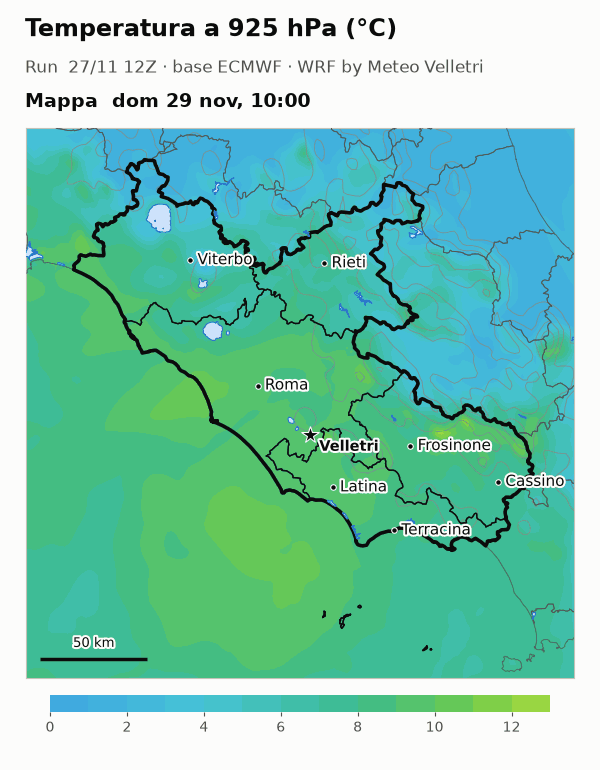 Temperatura a 925 hPa (°C)
Run  27/11 12Z · base ECMWF · WRF by Meteo Velletri
Mappa  dom 29 nov, 10:00
Viterbo
Rieti
Roma
Velletri
Frosinone
Latina
Cassino
Terracina
50 km
0 2 4 6 8 10 12